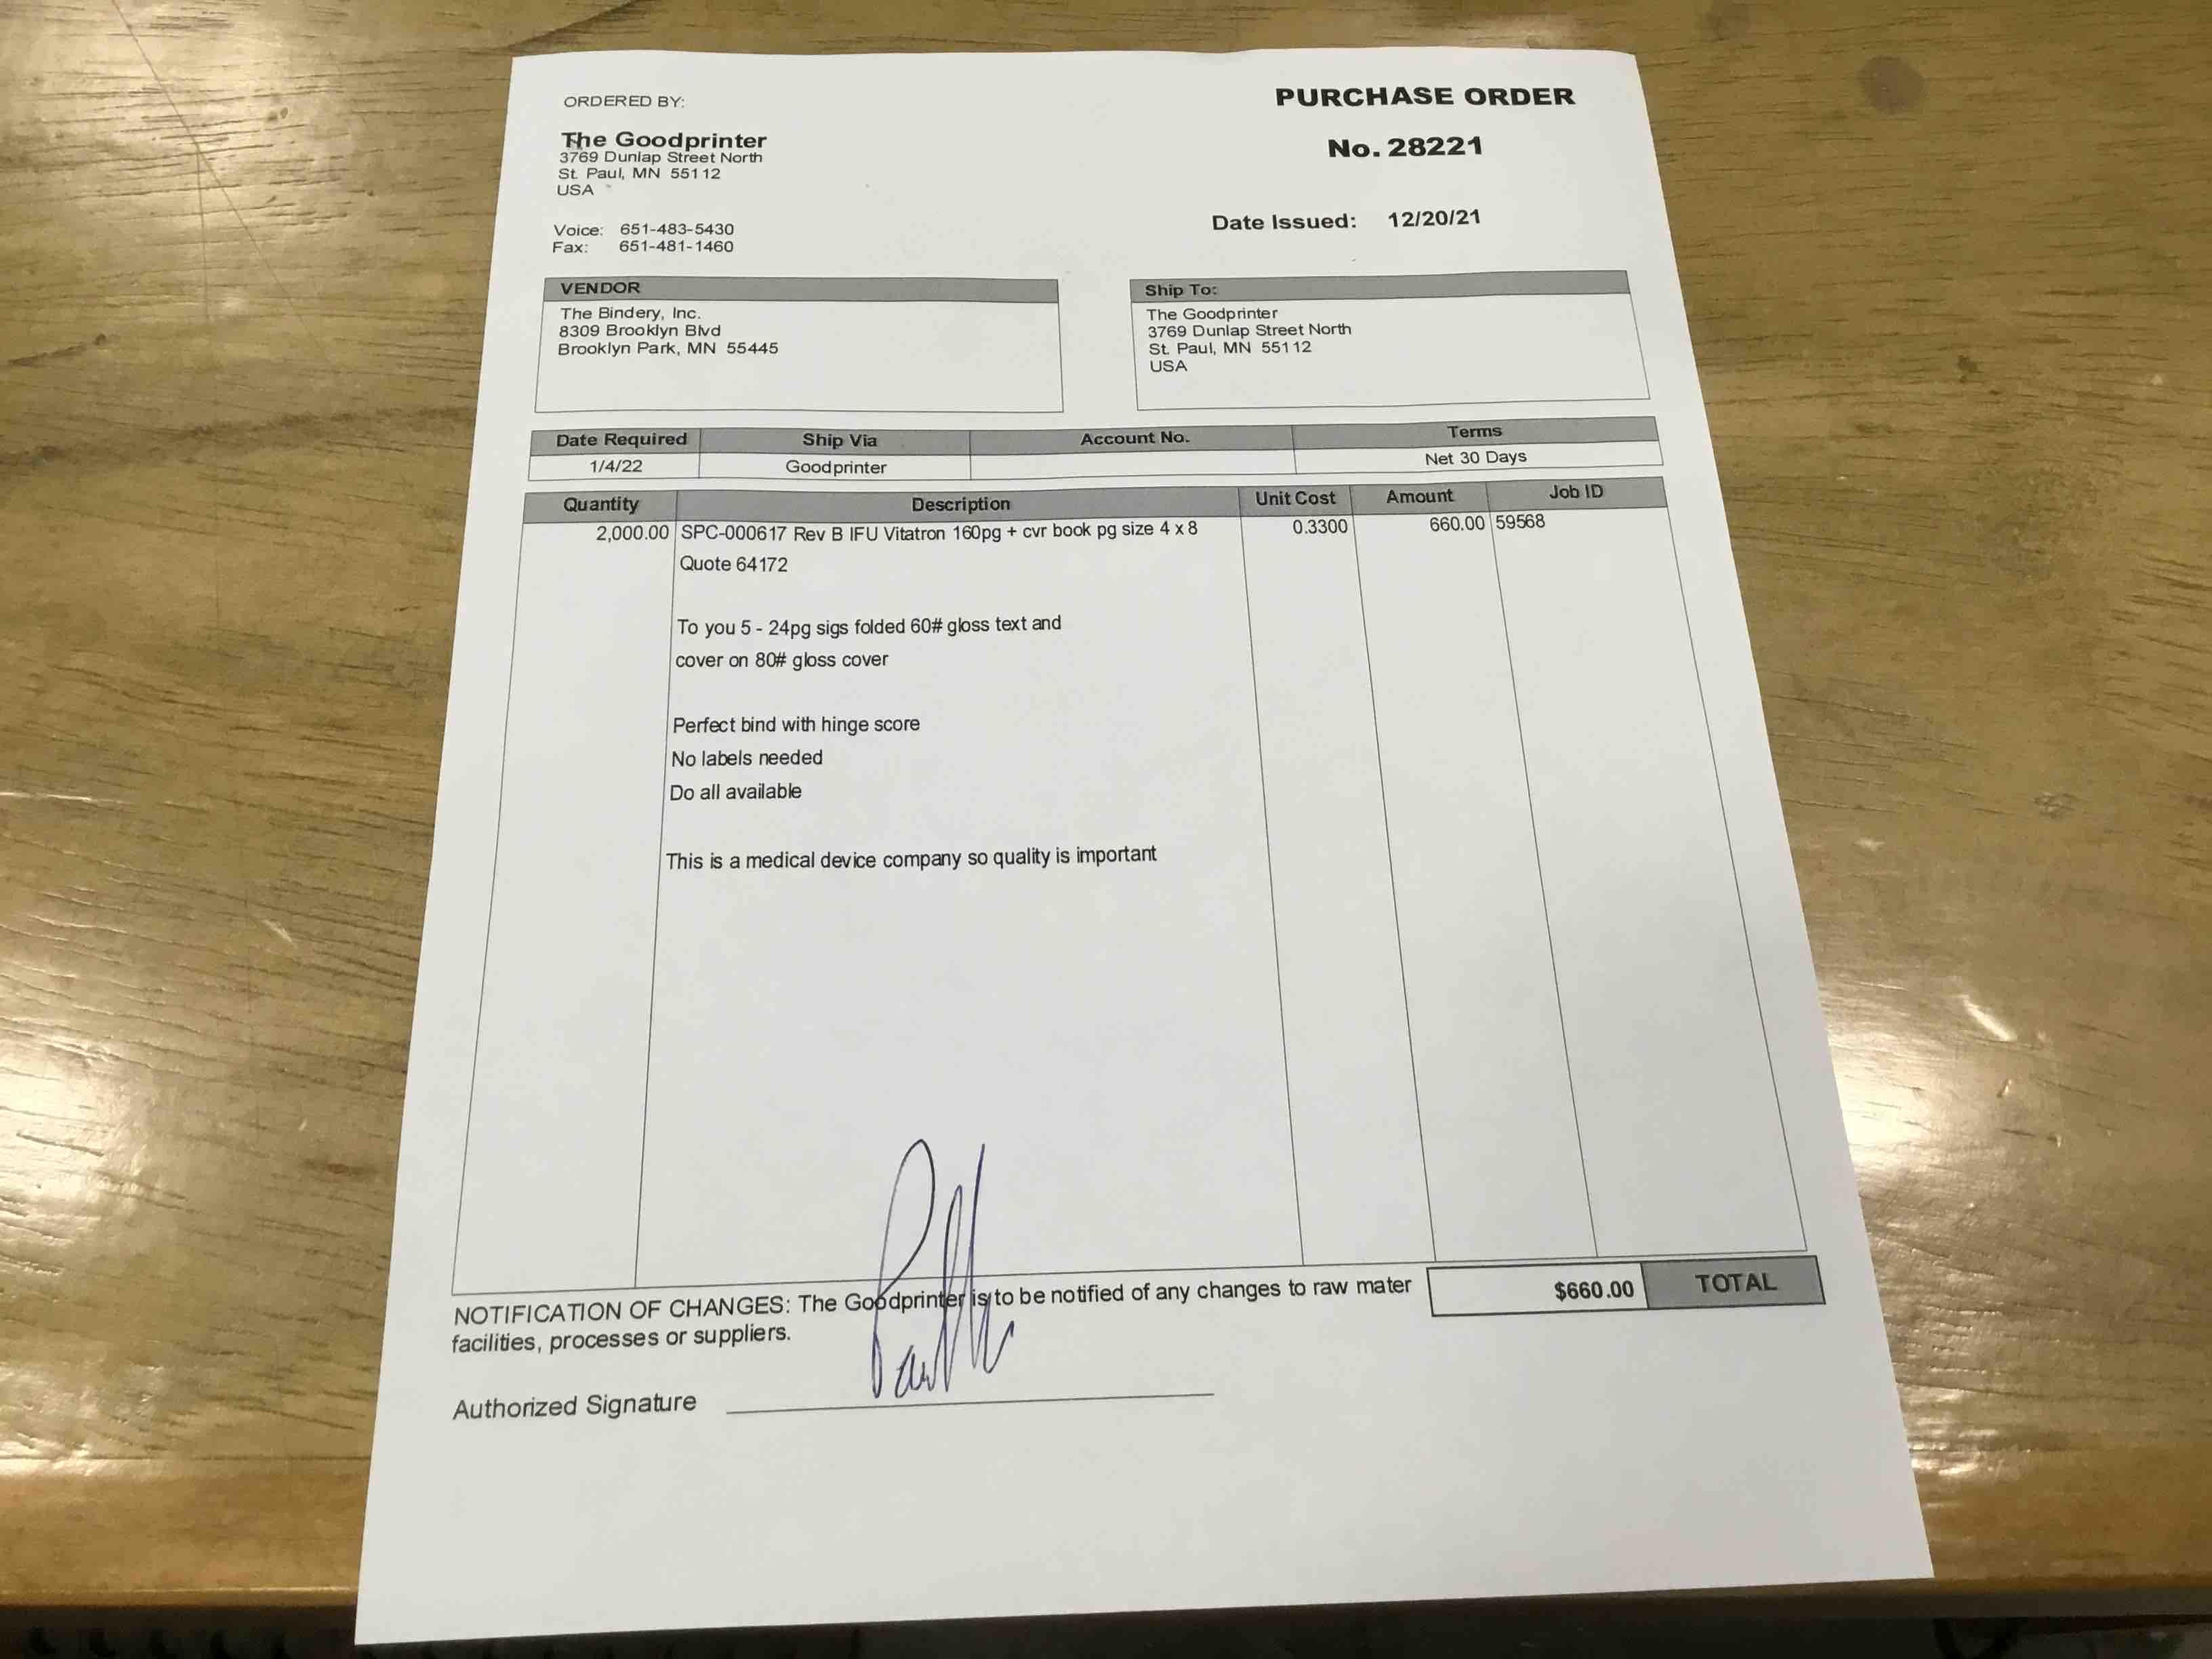 ORDERED BY:
The Goodprinter
3769 Dunlap Street North
St. Paul, MN 55112
USA
Voice: 651-483-5430
Fax: 651-481-1460
PURCHASE ORDER
No. 28221
Date Issued: 12/20/21
VENDOR
The Bindery, Inc.
8309 Brooklyn Blvd
Brooklyn Park, MN 55445
Ship To:
The Goodprinter
3769 Dunlap Street North
St. Paul, MN 55112
USA
Date Required Ship Via Account No. Terms
1/4/22 Goodprinter Net 30 Days
Quantity Description Unit Cost Amount Job ID
2,000.00 SPC-000617 Rev B IFU Vitatron 160pg + cvr book pg size 4 x 8 0.3300 660.00 59568
Quote 64172
To you 5 - 24pg sigs folded 60# gloss text and
cover on 80# gloss cover
Perfect bind with hinge score
No labels needed
Do all available
This is a medical device company so quality is important
NOTIFICATION OF CHANGES: The Goodprinter is to be notified of any changes to raw mater
facilities, processes or suppliers.
$660.00 TOTAL
Authorized Signature